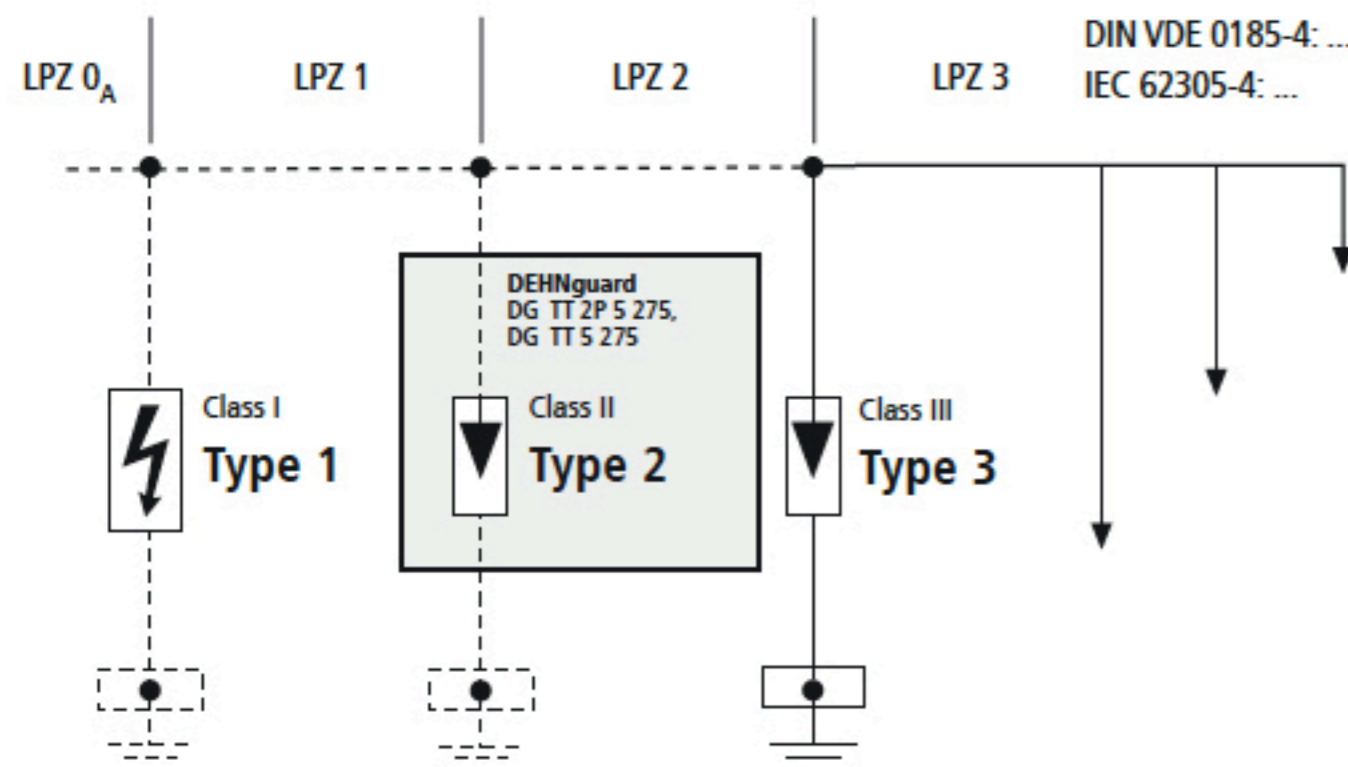 LPZ 0A
LPZ 1
LPZ 2
LPZ 3
DIN VDE 0185-4: ...
IEC 62305-4: ...
DEHNguard
DG TT 2P 5 275,
DG TT 5 275
Class I
Type 1
Class II
Type 2
Class III
Type 3